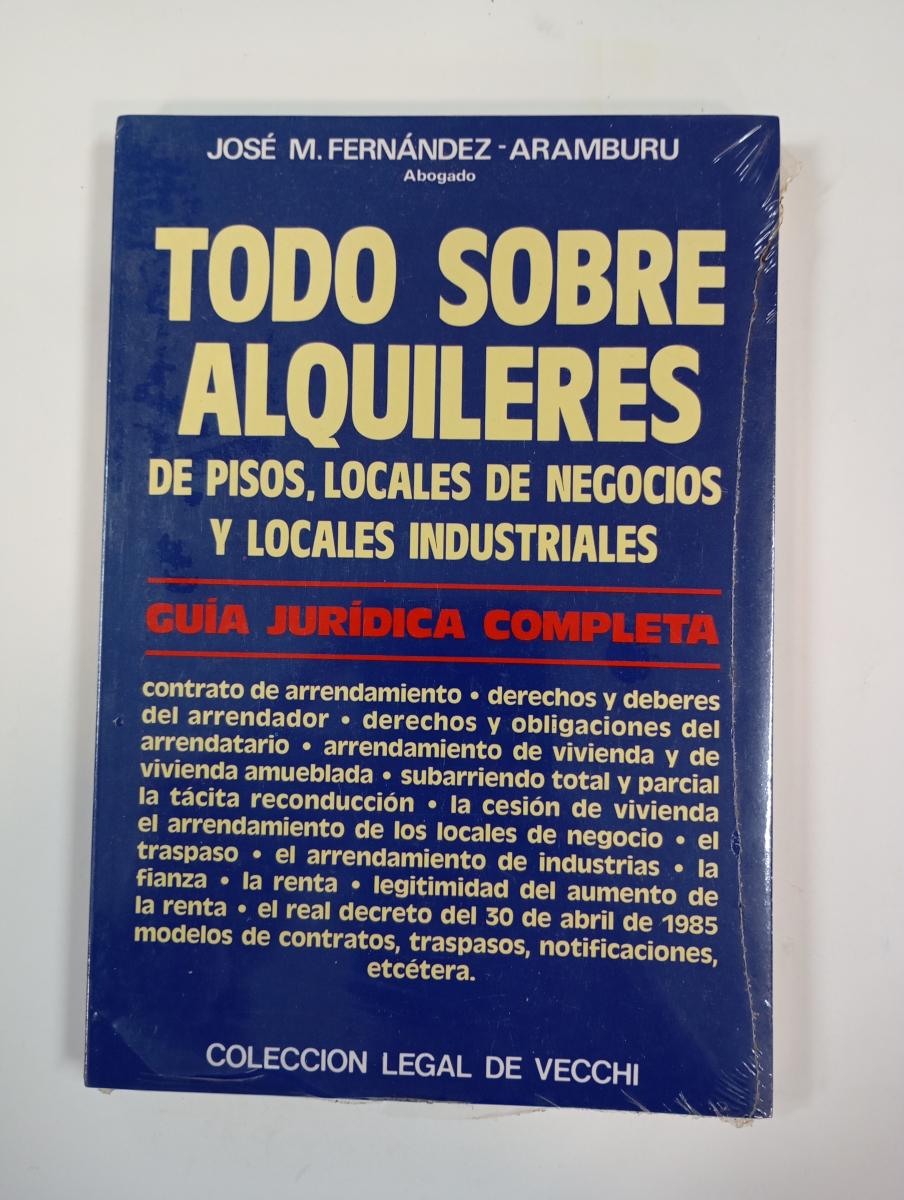 JOSÉ M. FERNÁNDEZ - ARAMBURU
Abogado
TODO SOBRE
ALQUILERES
DE PISOS, LOCALES DE NEGOCIOS
Y LOCALES INDUSTRIALES
GUÍA JURÍDICA COMPLETA
contrato de arrendamiento • derechos y deberes
del arrendador • derechos y obligaciones del
arrendatario • arrendamiento de vivienda y de
vivienda amueblada • subarriendo total y parcial
la tácita reconducción • la cesión de vivienda
el arrendamiento de los locales de negocio • el
traspaso • el arrendamiento de industrias • la
fianza • la renta • legitimidad del aumento de
la renta • el real decreto del 30 de abril de 1985
modelos de contratos, traspasos, notificaciones,
etcétera.
COLECCION LEGAL DE VECCHI